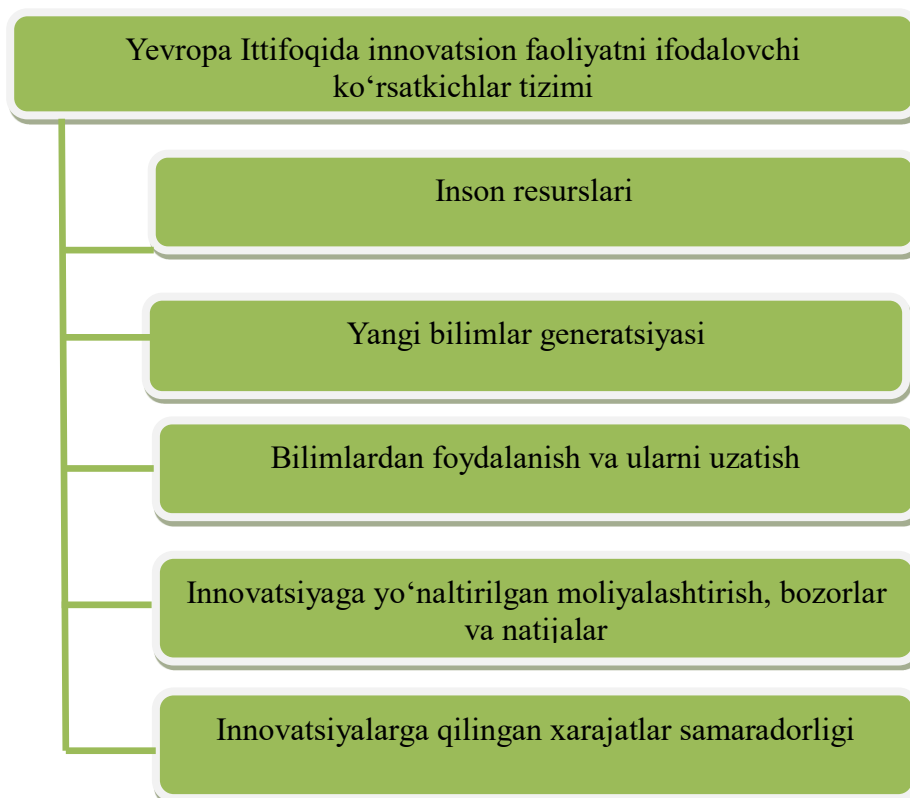 Yevropa Ittifoqida innovatsion faoliyatni ifodalovchi
ko‘rsatkichlar tizimi
Inson resurslari
Yangi bilimlar generatsiyasi
Bilimlardan foydalanish va ularni uzatish
Innovatsiyaga yo‘naltirilgan moliyalashtirish, bozorlar
va natijalar
Innovatsiyalarga qilingan xarajatlar samaradorligi